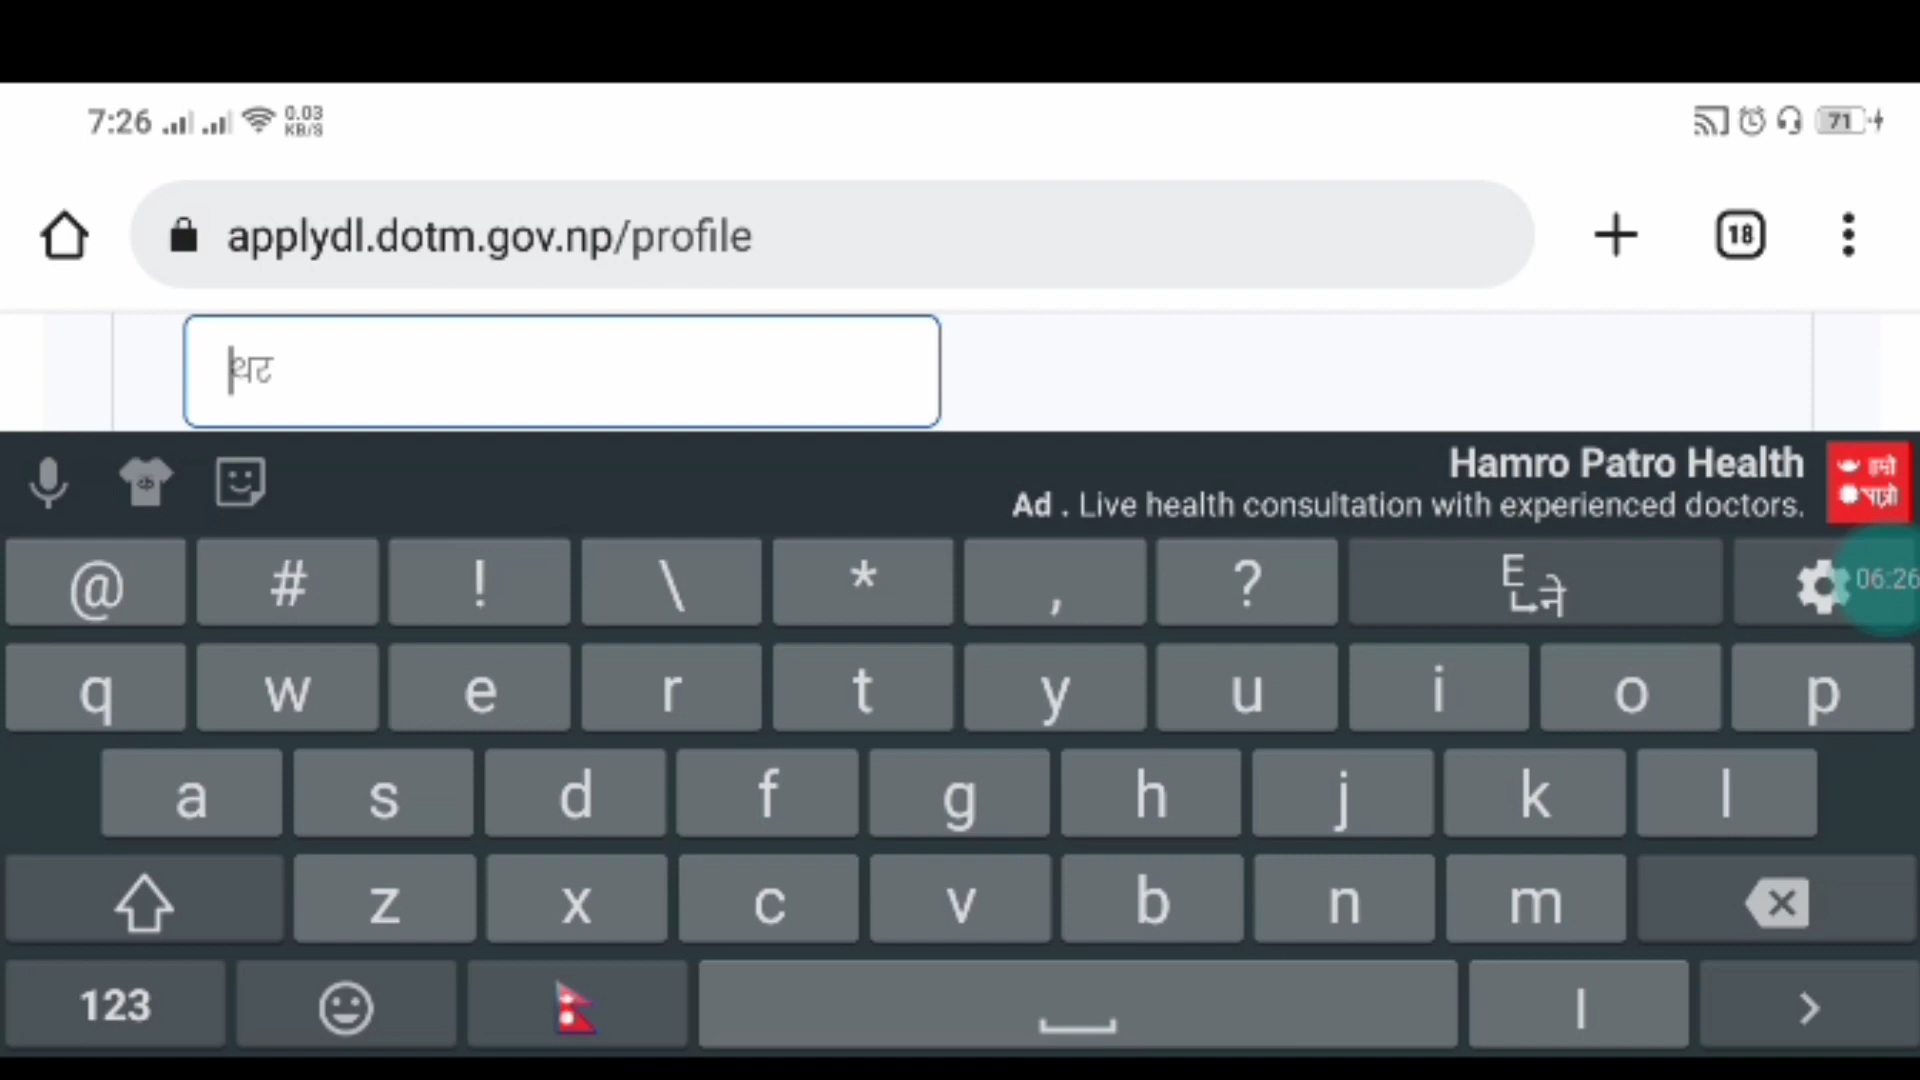 7:26 0.03 KB/S 71
applydl.dotm.gov.np/profile 18
थट
Hamro Patro Health
Ad . Live health consultation with experienced doctors.
हाम्रो
पात्रो
@ # ! \ * , ? E ने 06:26
q w e r t y u i o p
a s d f g h j k l
z x c v b n m
123 ।